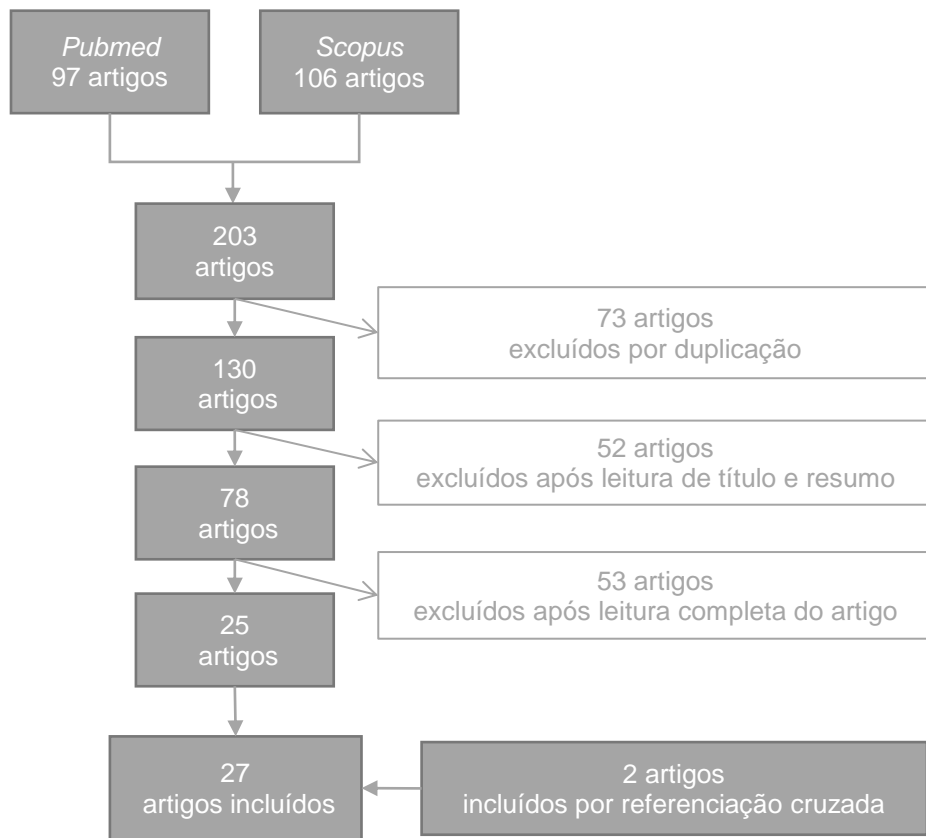 Pubmed
97 artigos
Scopus
106 artigos
203
artigos
73 artigos
excluídos por duplicação
130
artigos
52 artigos
excluídos após leitura de título e resumo
78
artigos
53 artigos
excluídos após leitura completa do artigo
25
artigos
27
artigos incluídos
2 artigos
incluídos por referenciação cruzada